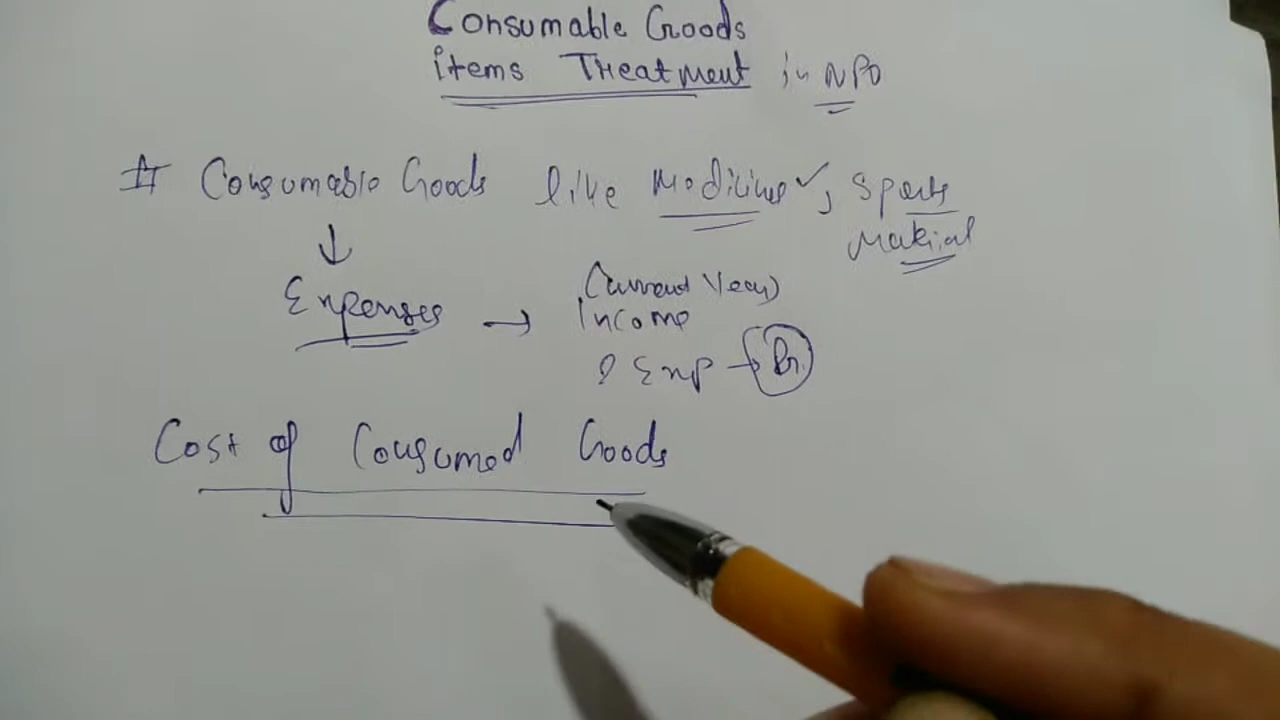 Consumable Goods
items Treatment in NPO
# Consumable Goods like Medicines ✓, Sports
Material
↓
Expenses → (Current Year)
Income
& Exp → Dr.
Cost of Consumed Goods